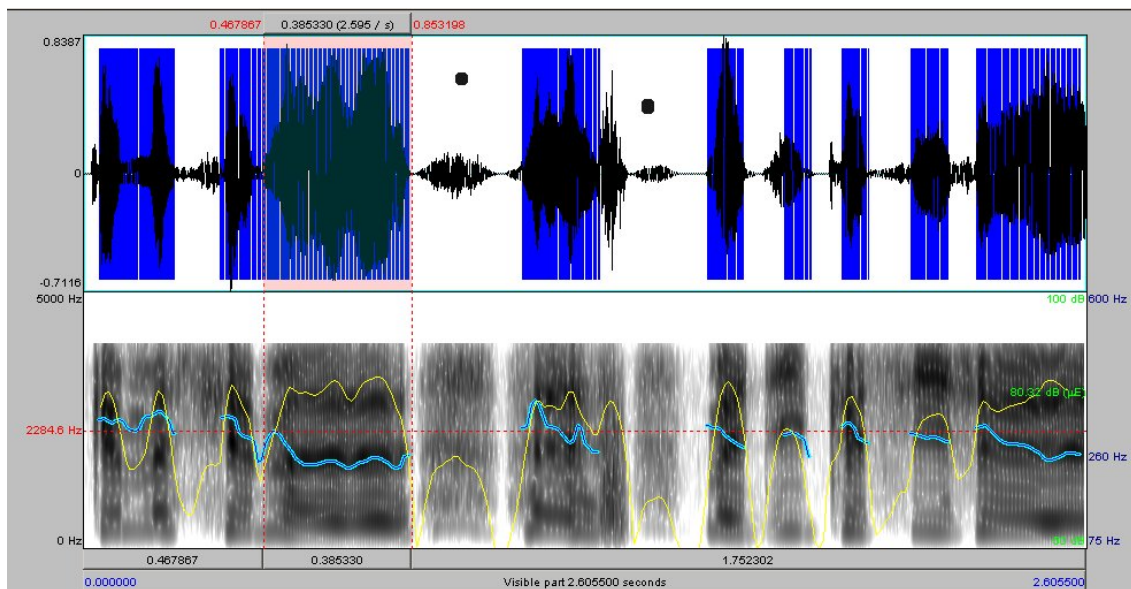 0.467867 0.385330 (2.595 / s) 0.853198
0.8387
0
-0.7116
5000 Hz 100 dB 600 Hz
80.32 dB (µE)
2284.6 Hz
260 Hz
0 Hz 50 dB 75 Hz
0.467867 0.385330 1.752302
0.000000 Visible part 2.605500 seconds 2.605500